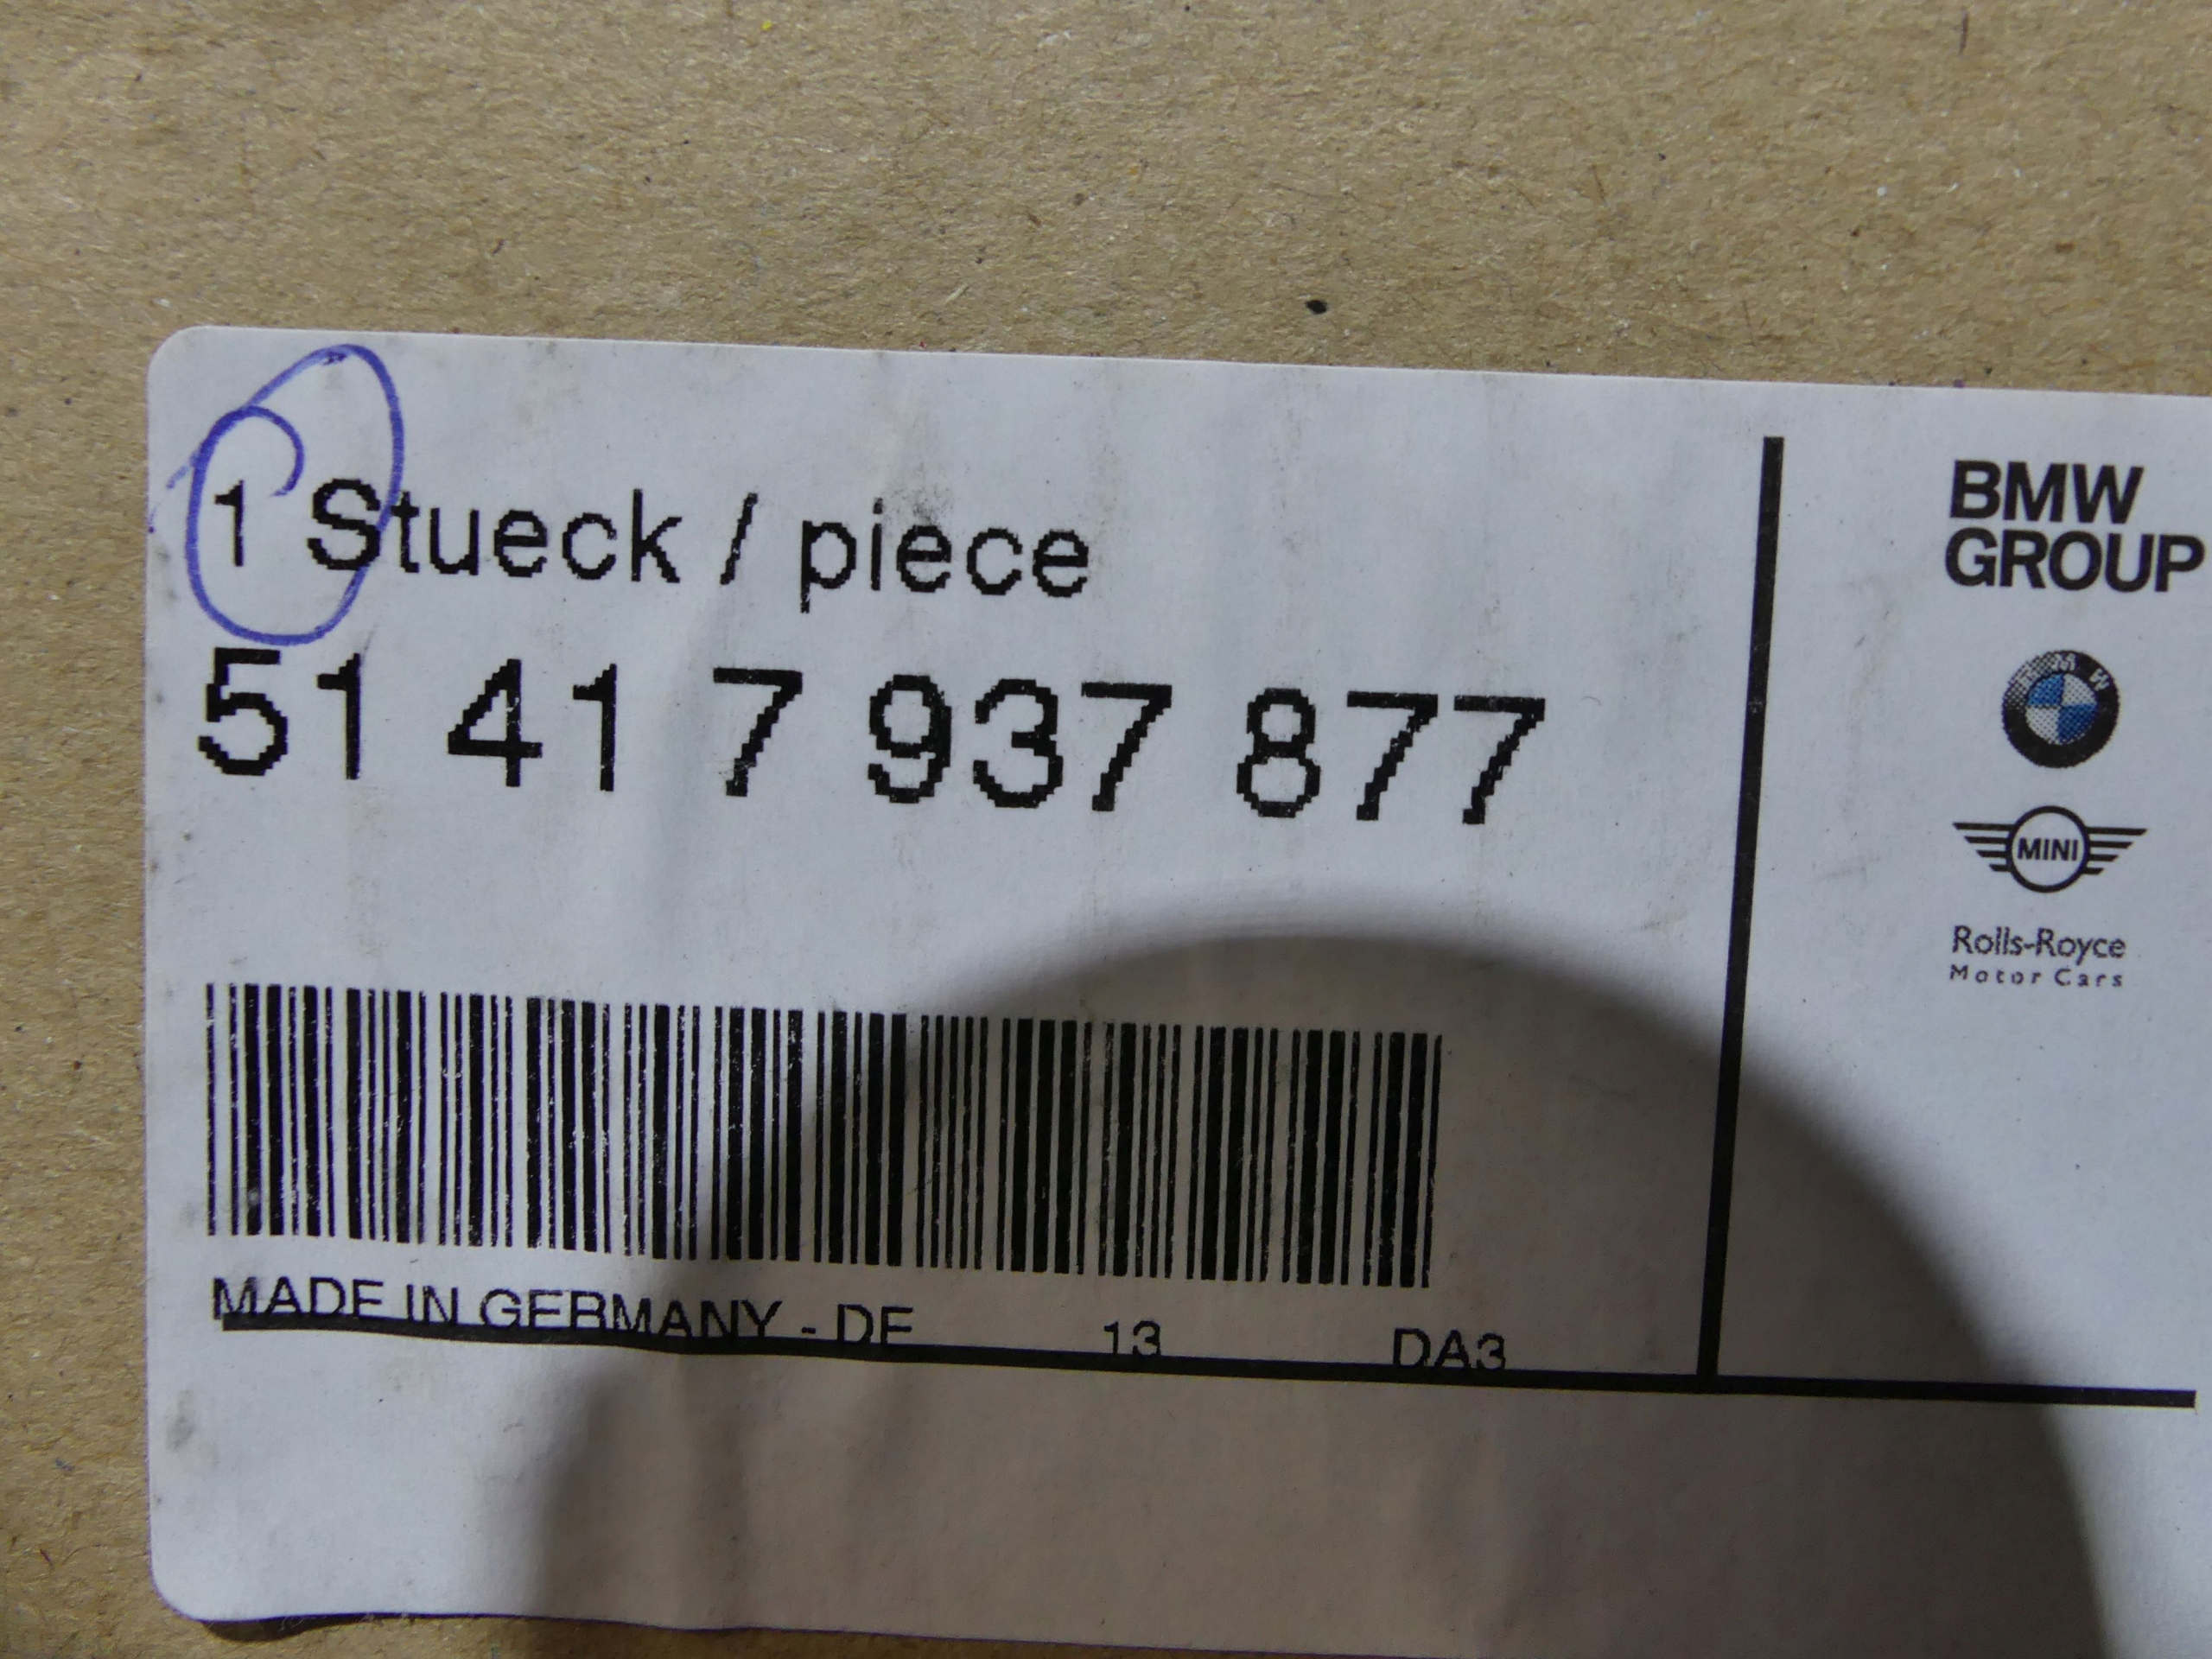 1 Stueck / piece
51 41 7 937 877
MADE IN GERMANY - DE 13 DA3
BMW
GROUP
BMW
MINI
Rolls-Royce
Motor Cars